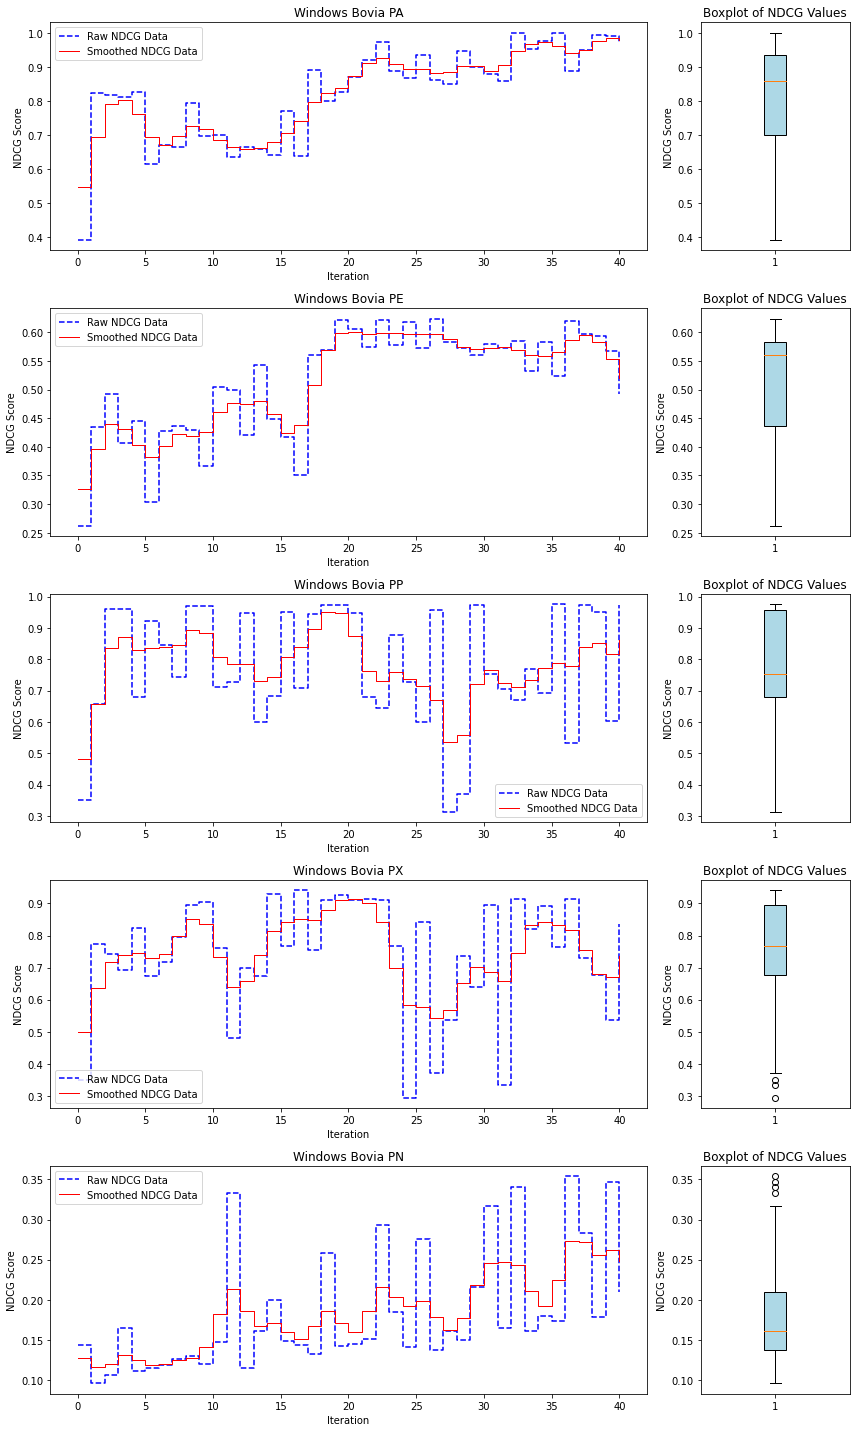 Windows Bovia PA
Boxplot of NDCG Values
NDCG Score
1.0
0.9
0.8
0.7
0.6
0.5
0.4
Raw NDCG Data
Smoothed NDCG Data
0 5 10 15 20 25 30 35 40
Iteration
NDCG Score
1.0
0.9
0.8
0.7
0.6
0.5
0.4
1
Windows Bovia PE
Boxplot of NDCG Values
NDCG Score
0.60
0.55
0.50
0.45
0.40
0.35
0.30
0.25
Raw NDCG Data
Smoothed NDCG Data
0 5 10 15 20 25 30 35 40
Iteration
NDCG Score
0.60
0.55
0.50
0.45
0.40
0.35
0.30
0.25
1
Windows Bovia PP
Boxplot of NDCG Values
NDCG Score
1.0
0.9
0.8
0.7
0.6
0.5
0.4
0.3
Raw NDCG Data
Smoothed NDCG Data
0 5 10 15 20 25 30 35 40
Iteration
NDCG Score
1.0
0.9
0.8
0.7
0.6
0.5
0.4
0.3
1
Windows Bovia PX
Boxplot of NDCG Values
NDCG Score
0.9
0.8
0.7
0.6
0.5
0.4
0.3
Raw NDCG Data
Smoothed NDCG Data
0 5 10 15 20 25 30 35 40
Iteration
NDCG Score
0.9
0.8
0.7
0.6
0.5
0.4
0.3
1
Windows Bovia PN
Boxplot of NDCG Values
NDCG Score
0.35
0.30
0.25
0.20
0.15
0.10
Raw NDCG Data
Smoothed NDCG Data
0 5 10 15 20 25 30 35 40
Iteration
NDCG Score
0.35
0.30
0.25
0.20
0.15
0.10
1